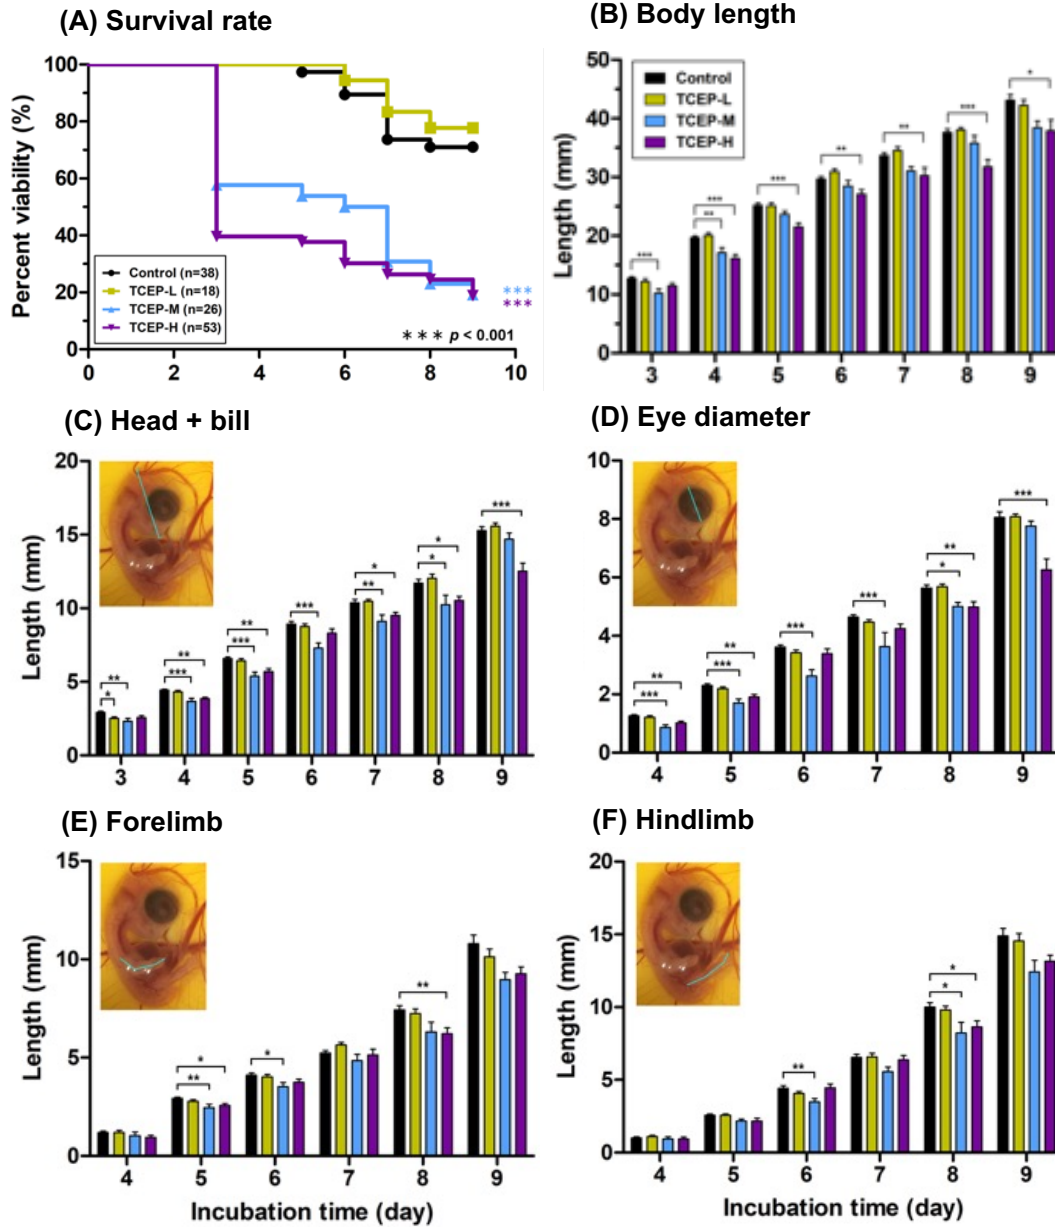 (A) Survival rate
Percent viability (%)
100
80
60
40
20
0
Control (n=38)
TCEP-L (n=18)
TCEP-M (n=26)
TCEP-H (n=53)
***
***
*** p < 0.001
0 2 4 6 8 10
(B) Body length
Length (mm)
50
40
30
20
10
0
Control
TCEP-L
TCEP-M
TCEP-H
***
***
**
***
**
**
***
*
3 4 5 6 7 8 9
(C) Head + bill
Length (mm)
20
15
10
5
0
**
*
**
***
**
***
***
*
**
*
*
***
3 4 5 6 7 8 9
(D) Eye diameter
Length (mm)
10
8
6
4
2
0
**
***
**
***
***
***
**
*
***
4 5 6 7 8 9
(E) Forelimb
Length (mm)
15
10
5
0
*
**
*
**
4 5 6 7 8 9
Incubation time (day)
(F) Hindlimb
Length (mm)
20
15
10
5
0
**
*
*
4 5 6 7 8 9
Incubation time (day)